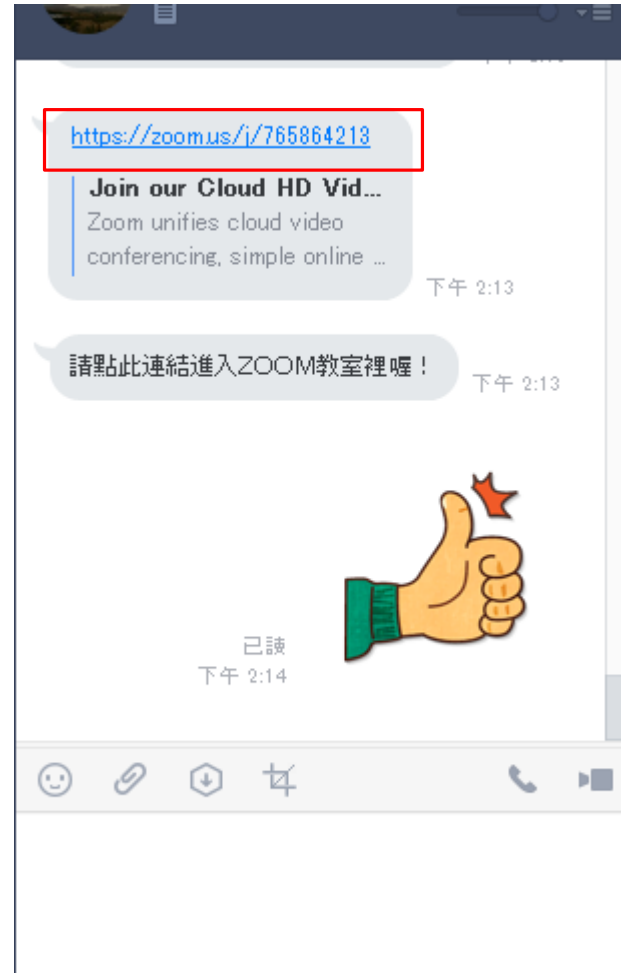 https://zoom.us/j/765864213
Join our Cloud HD Vid...
Zoom unifies cloud video
conferencing, simple online ...
下午 2:13
請點此連結進入ZOOM教室裡喔！
下午 2:13
已讀
下午 2:14